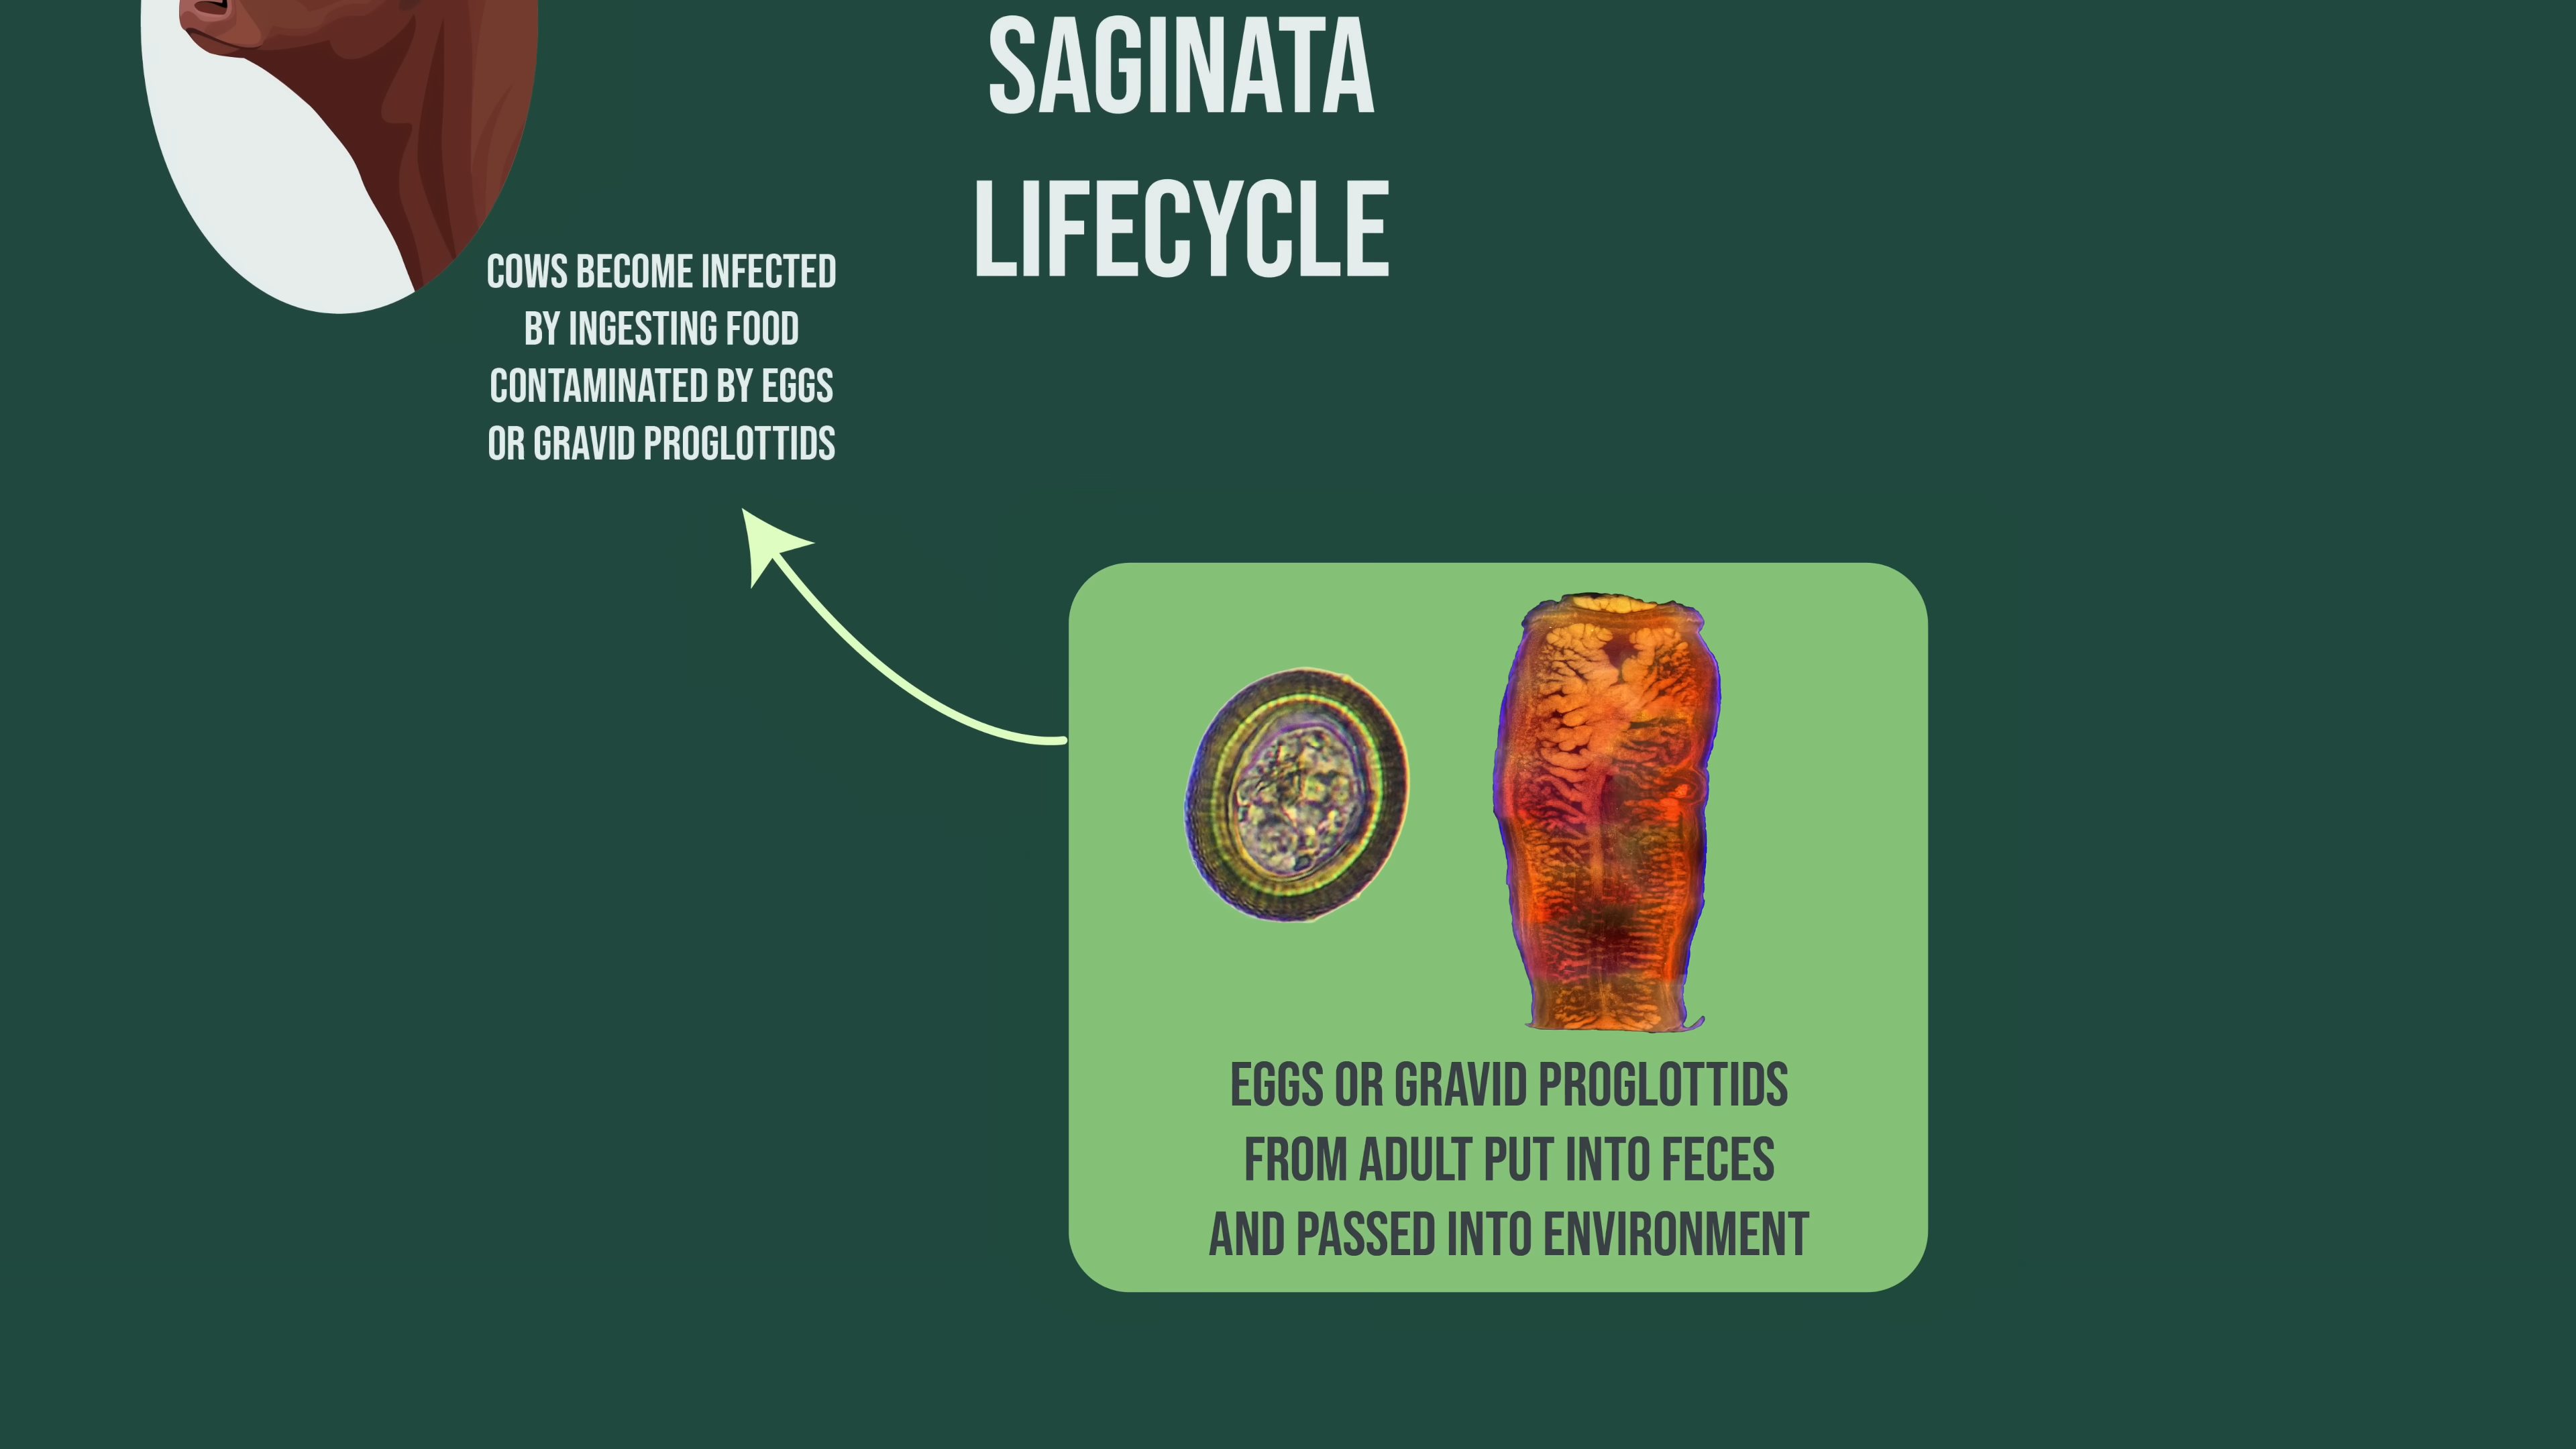 SAGINATA
LIFECYCLE
COWS BECOME INFECTED
BY INGESTING FOOD
CONTAMINATED BY EGGS
OR GRAVID PROGLOTTIDS
EGGS OR GRAVID PROGLOTTIDS
FROM ADULT PUT INTO FECES
AND PASSED INTO ENVIRONMENT